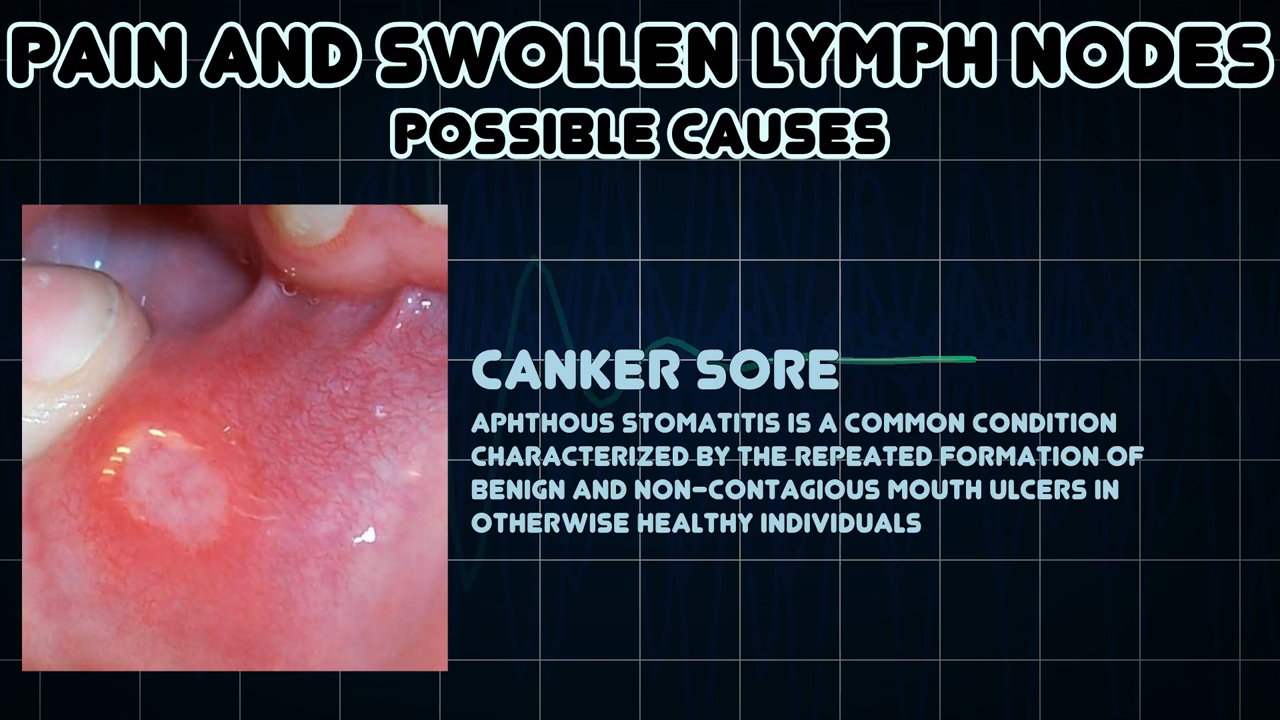 PAIN AND SWOLLEN LYMPH NODES
POSSIBLE CAUSES
CANKER SORE
APHTHOUS STOMATITIS IS A COMMON CONDITION
CHARACTERIZED BY THE REPEATED FORMATION OF
BENIGN AND NON-CONTAGIOUS MOUTH ULCERS IN
OTHERWISE HEALTHY INDIVIDUALS